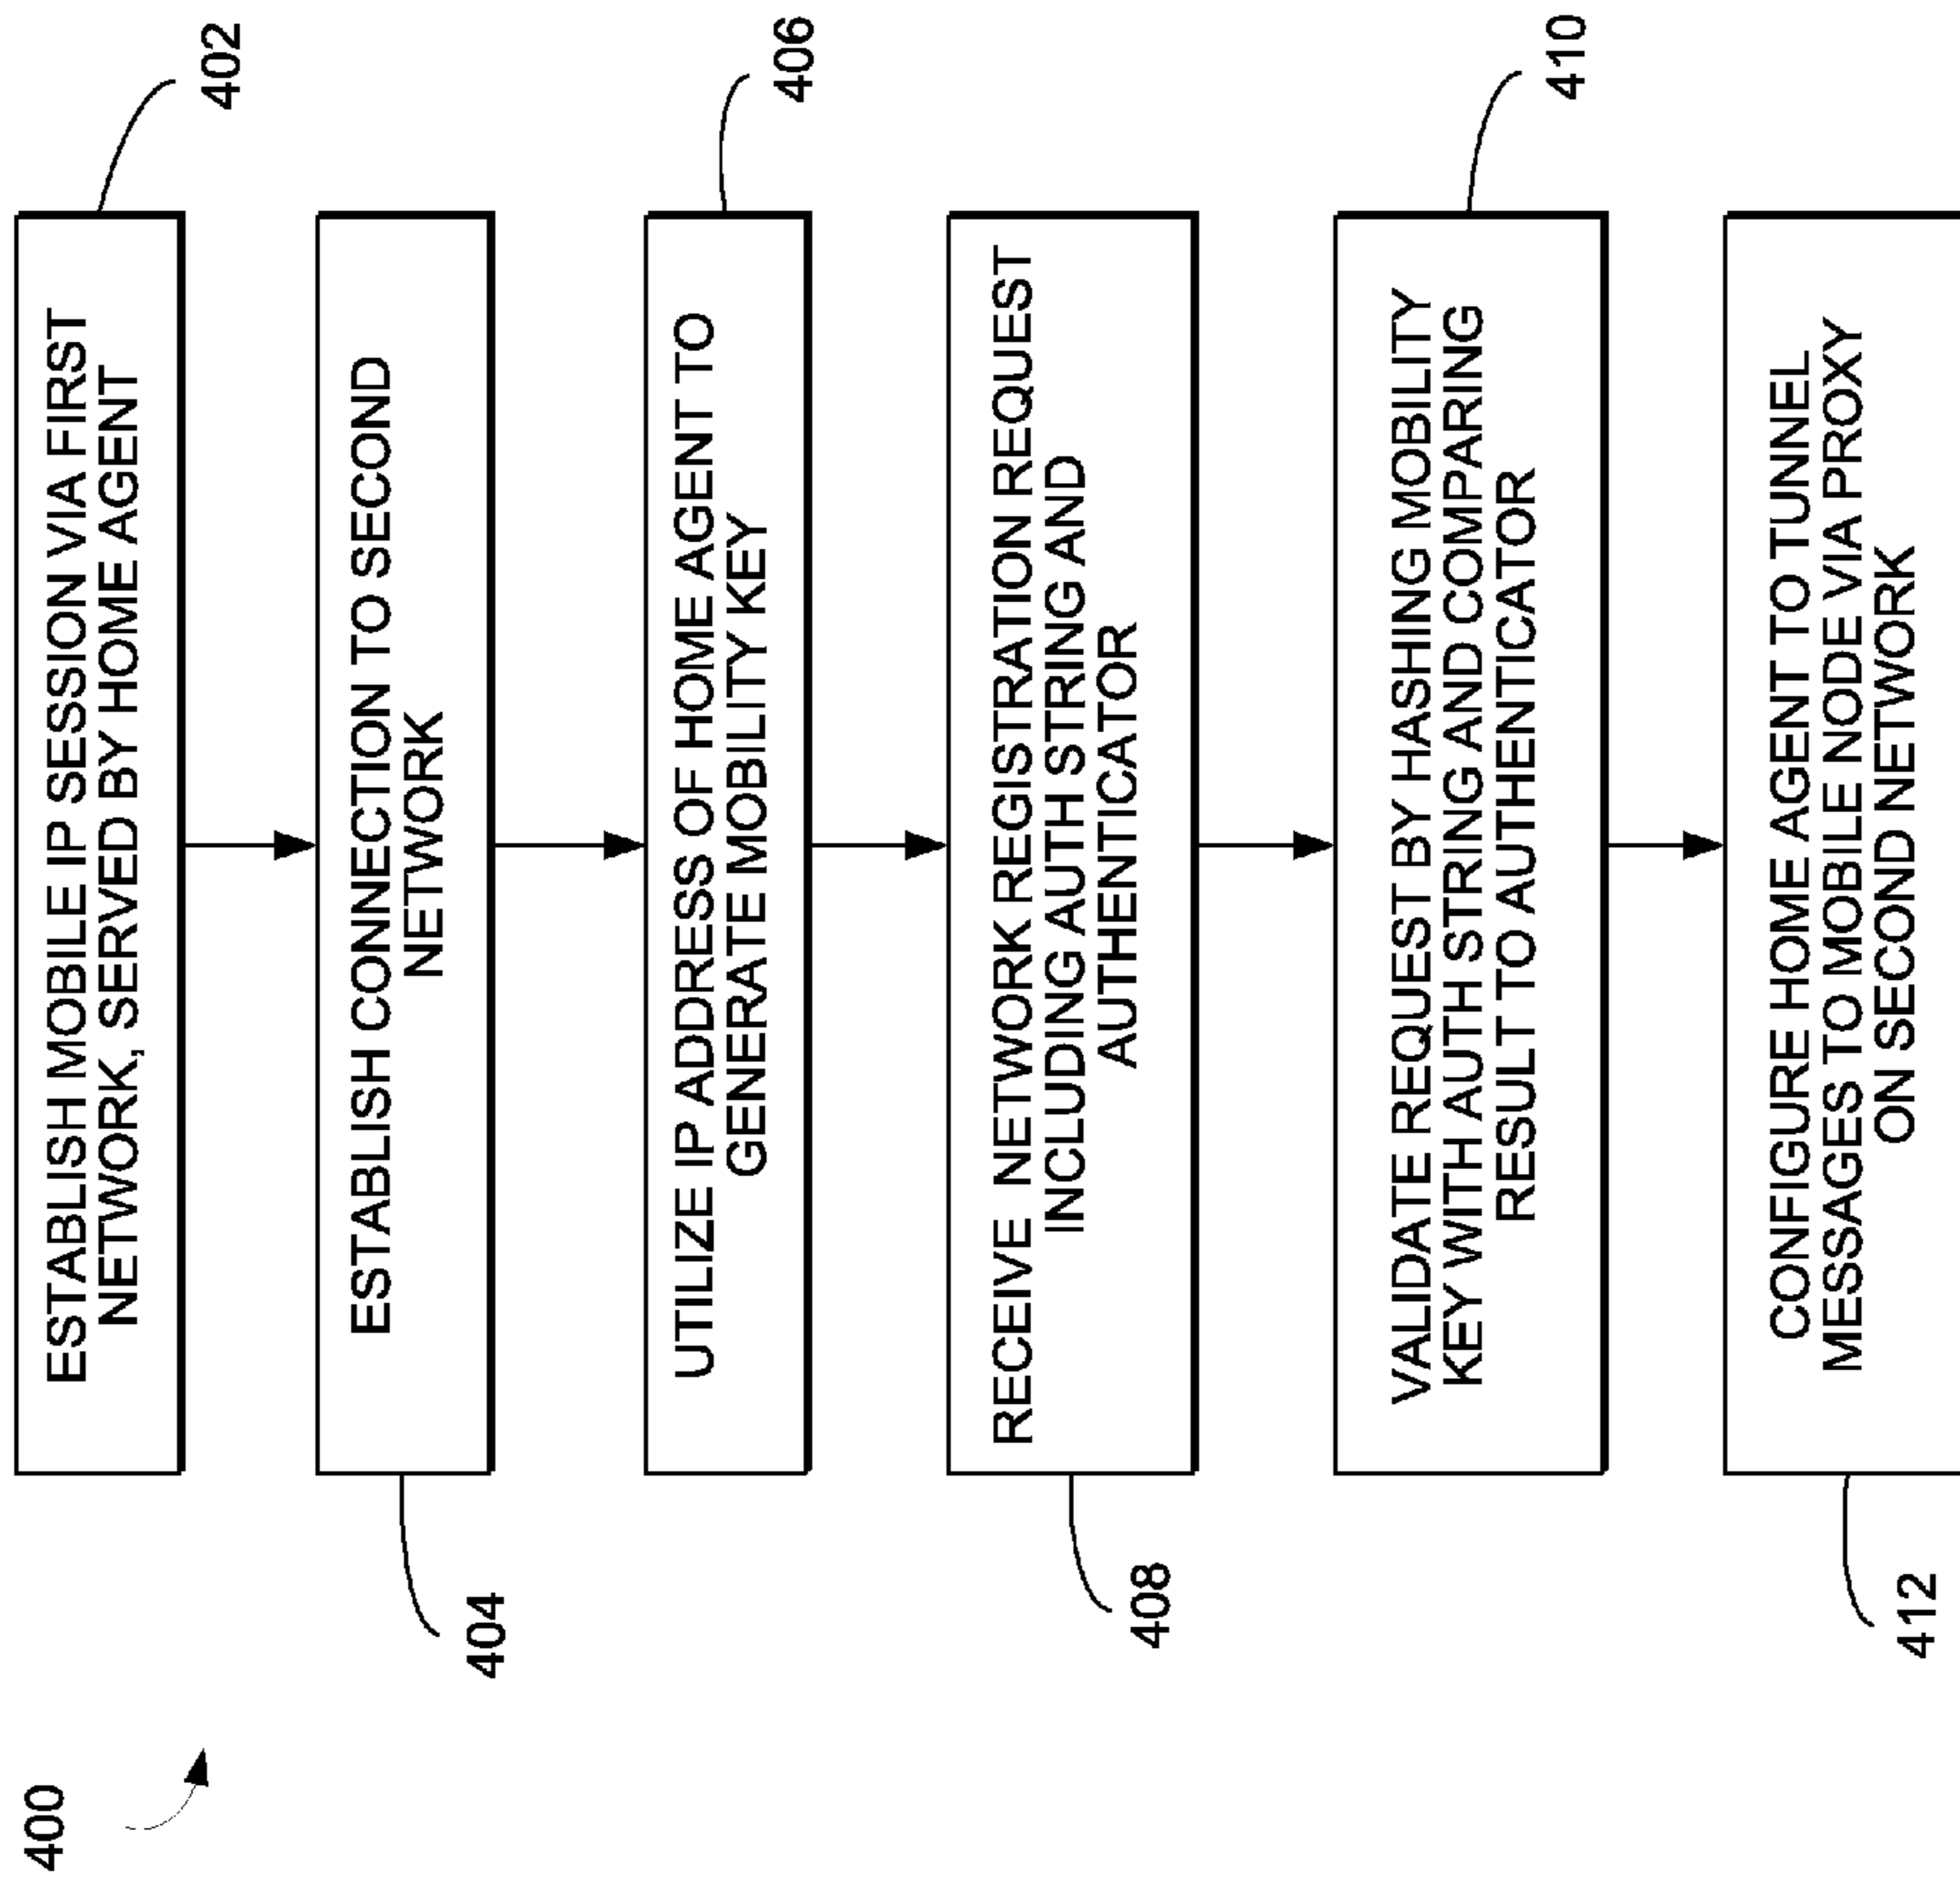 400
402
ESTABLISH MOBILE IP SESSION VIA FIRST
NETWORK, SERVED BY HOME AGENT
404
ESTABLISH CONNECTION TO SECOND
NETWORK
406
UTILIZE IP ADDRESS OF HOME AGENT TO
GENERATE MOBILITY KEY
408
RECEIVE NETWORK REGISTRATION REQUEST
INCLUDING AUTH STRING AND
AUTHENTICATOR
410
VALIDATE REQUEST BY HASHING MOBILITY
KEY WITH AUTH STRING AND COMPARING
RESULT TO AUTHENTICATOR
412
CONFIGURE HOME AGENT TO TUNNEL
MESSAGES TO MOBILE NODE VIA PROXY
ON SECOND NETWORK